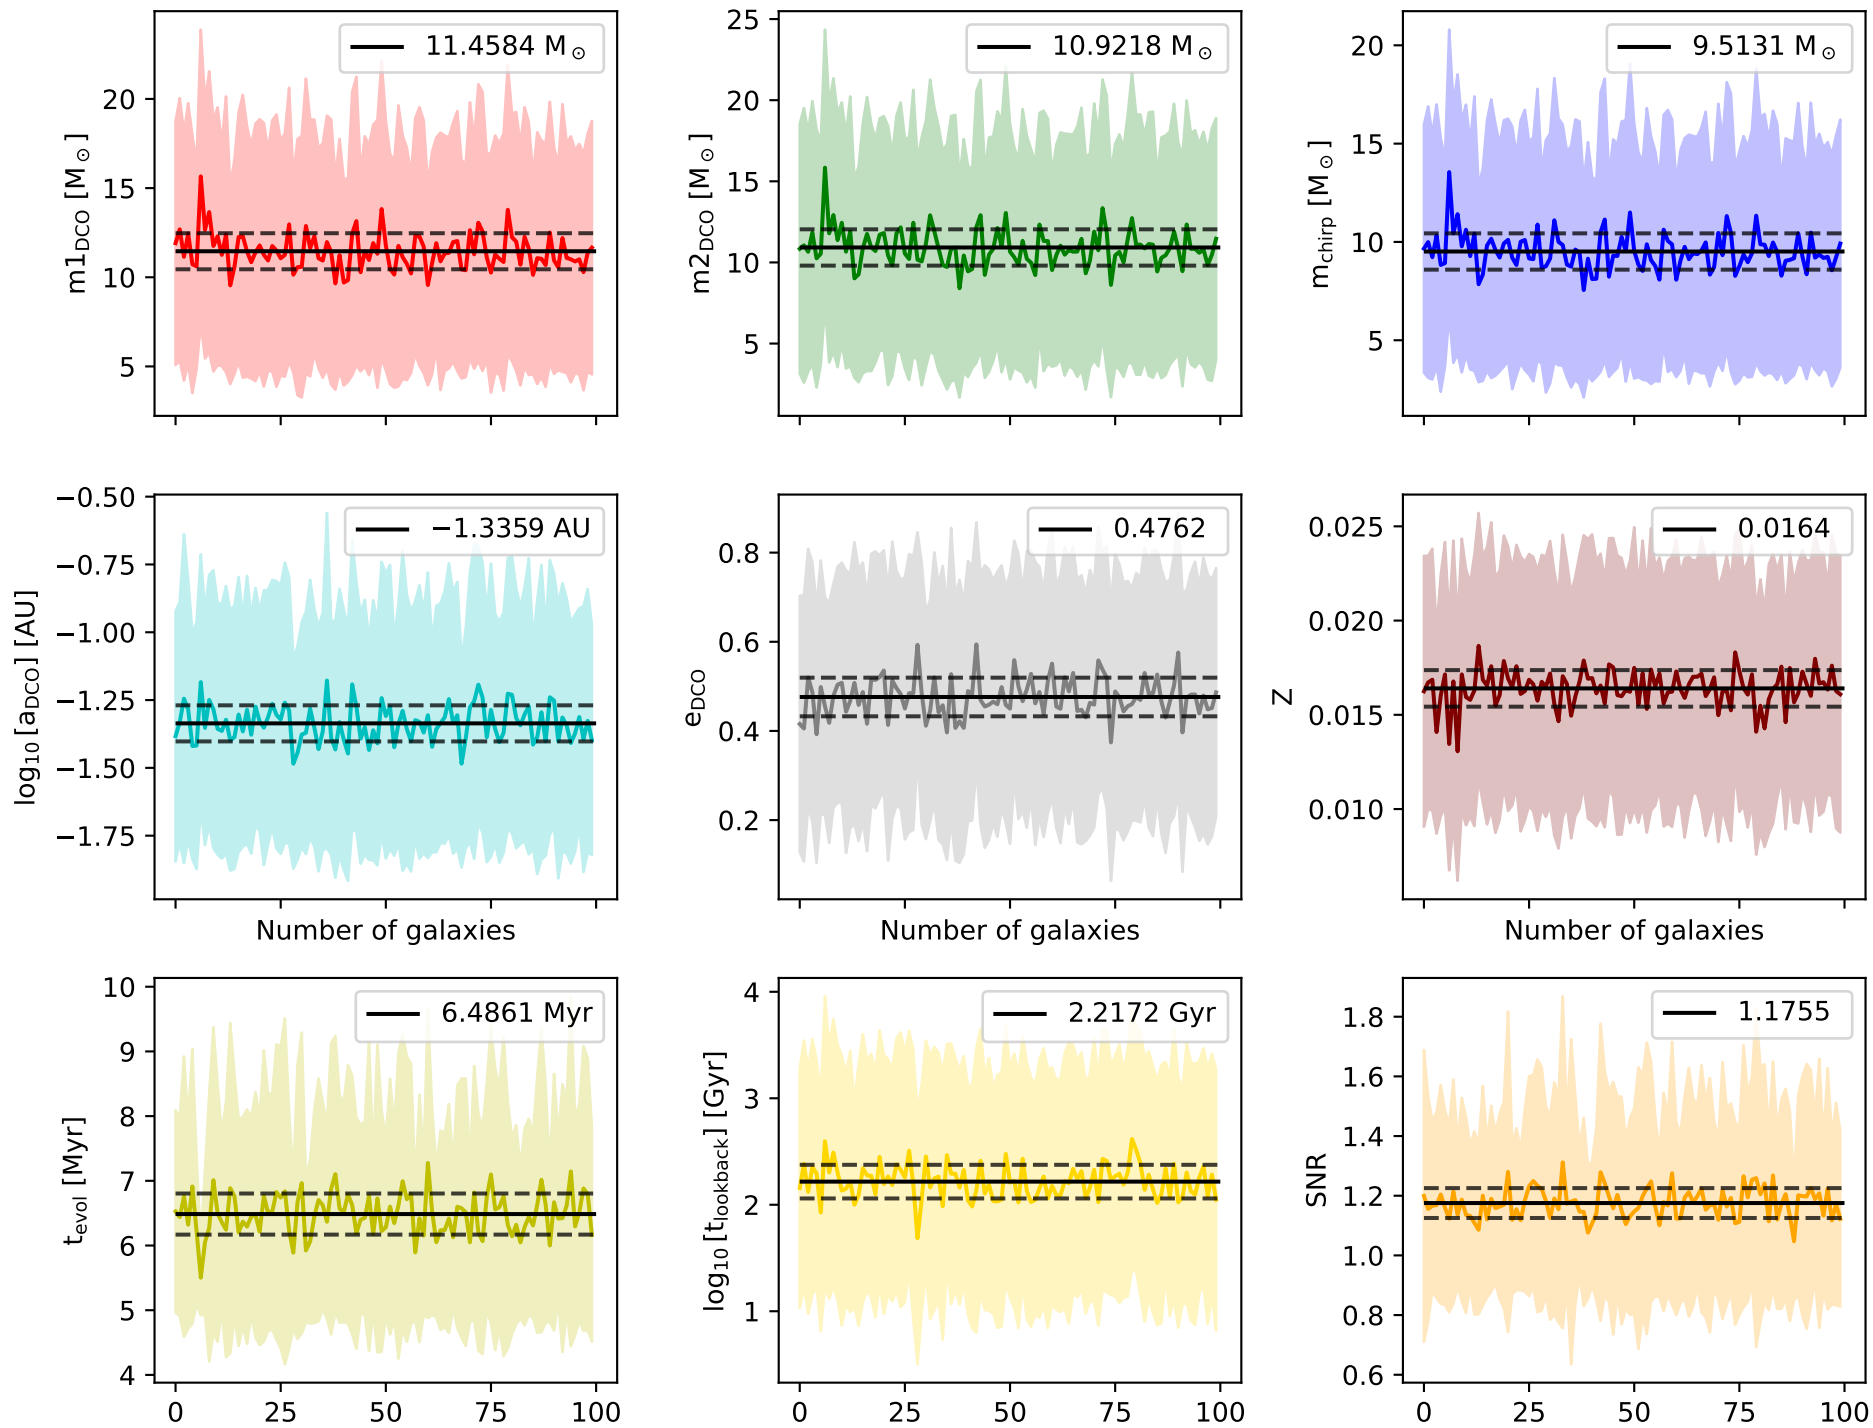 11.4584 M⊙
m1DCO [M⊙]
20
15
10
5
10.9218 M⊙
m2DCO [M⊙]
25
20
15
10
5
9.5131 M⊙
mchirp [M⊙]
20
15
10
5
−1.3359 AU
log10[aDCO] [AU]
−0.50
−0.75
−1.00
−1.25
−1.50
−1.75
Number of galaxies
0.4762
eDCO
0.8
0.6
0.4
0.2
Number of galaxies
0.0164
Z
0.025
0.020
0.015
0.010
Number of galaxies
6.4861 Myr
tevol [Myr]
10
9
8
7
6
5
4
0 25 50 75 100
2.2172 Gyr
log10[tlookback] [Gyr]
4
3
2
1
0 25 50 75 100
1.1755
SNR
1.8
1.6
1.4
1.2
1.0
0.8
0.6
0 25 50 75 100